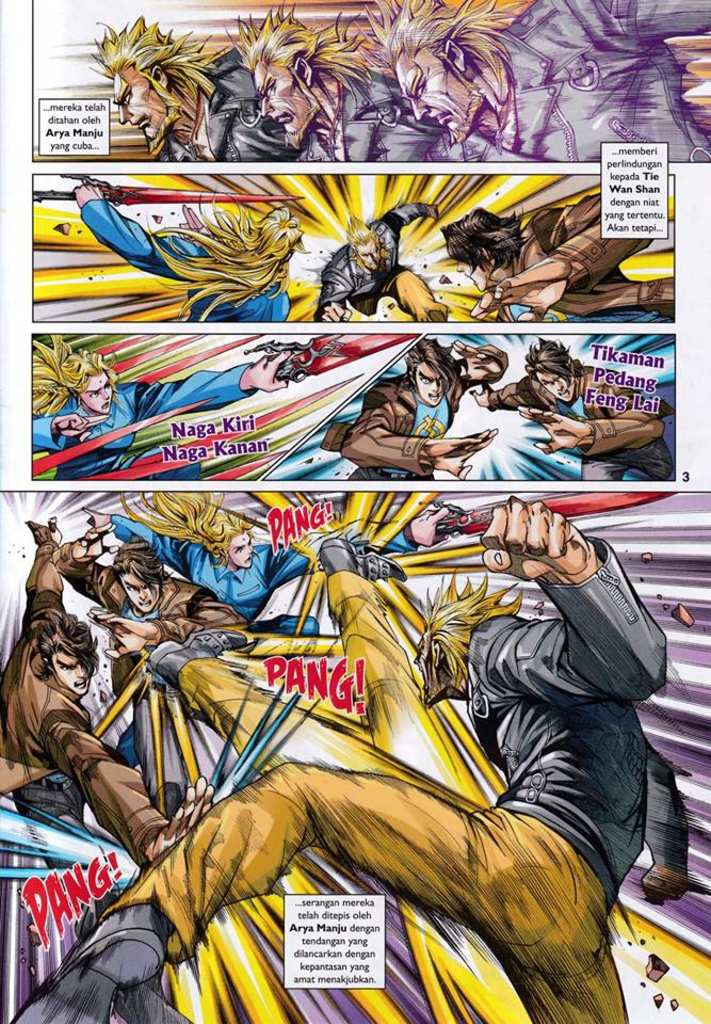 ...mereka telah
ditahan oleh
Arya Manju
yang cuba...
...memberi
perlindungan
kepada Tie
Wan Shan
dengan niat
yang tertentu.
Akan tetapi...
Naga Kiri
Naga Kanan
Tikaman
Pedang
Feng Lai
3
PANG!
PANG!
PANG!
...serangan mereka
telah ditepis oleh
Arya Manju dengan
tendangan yang
dilancarkan dengan
kepantasan yang
amat menakjubkan.